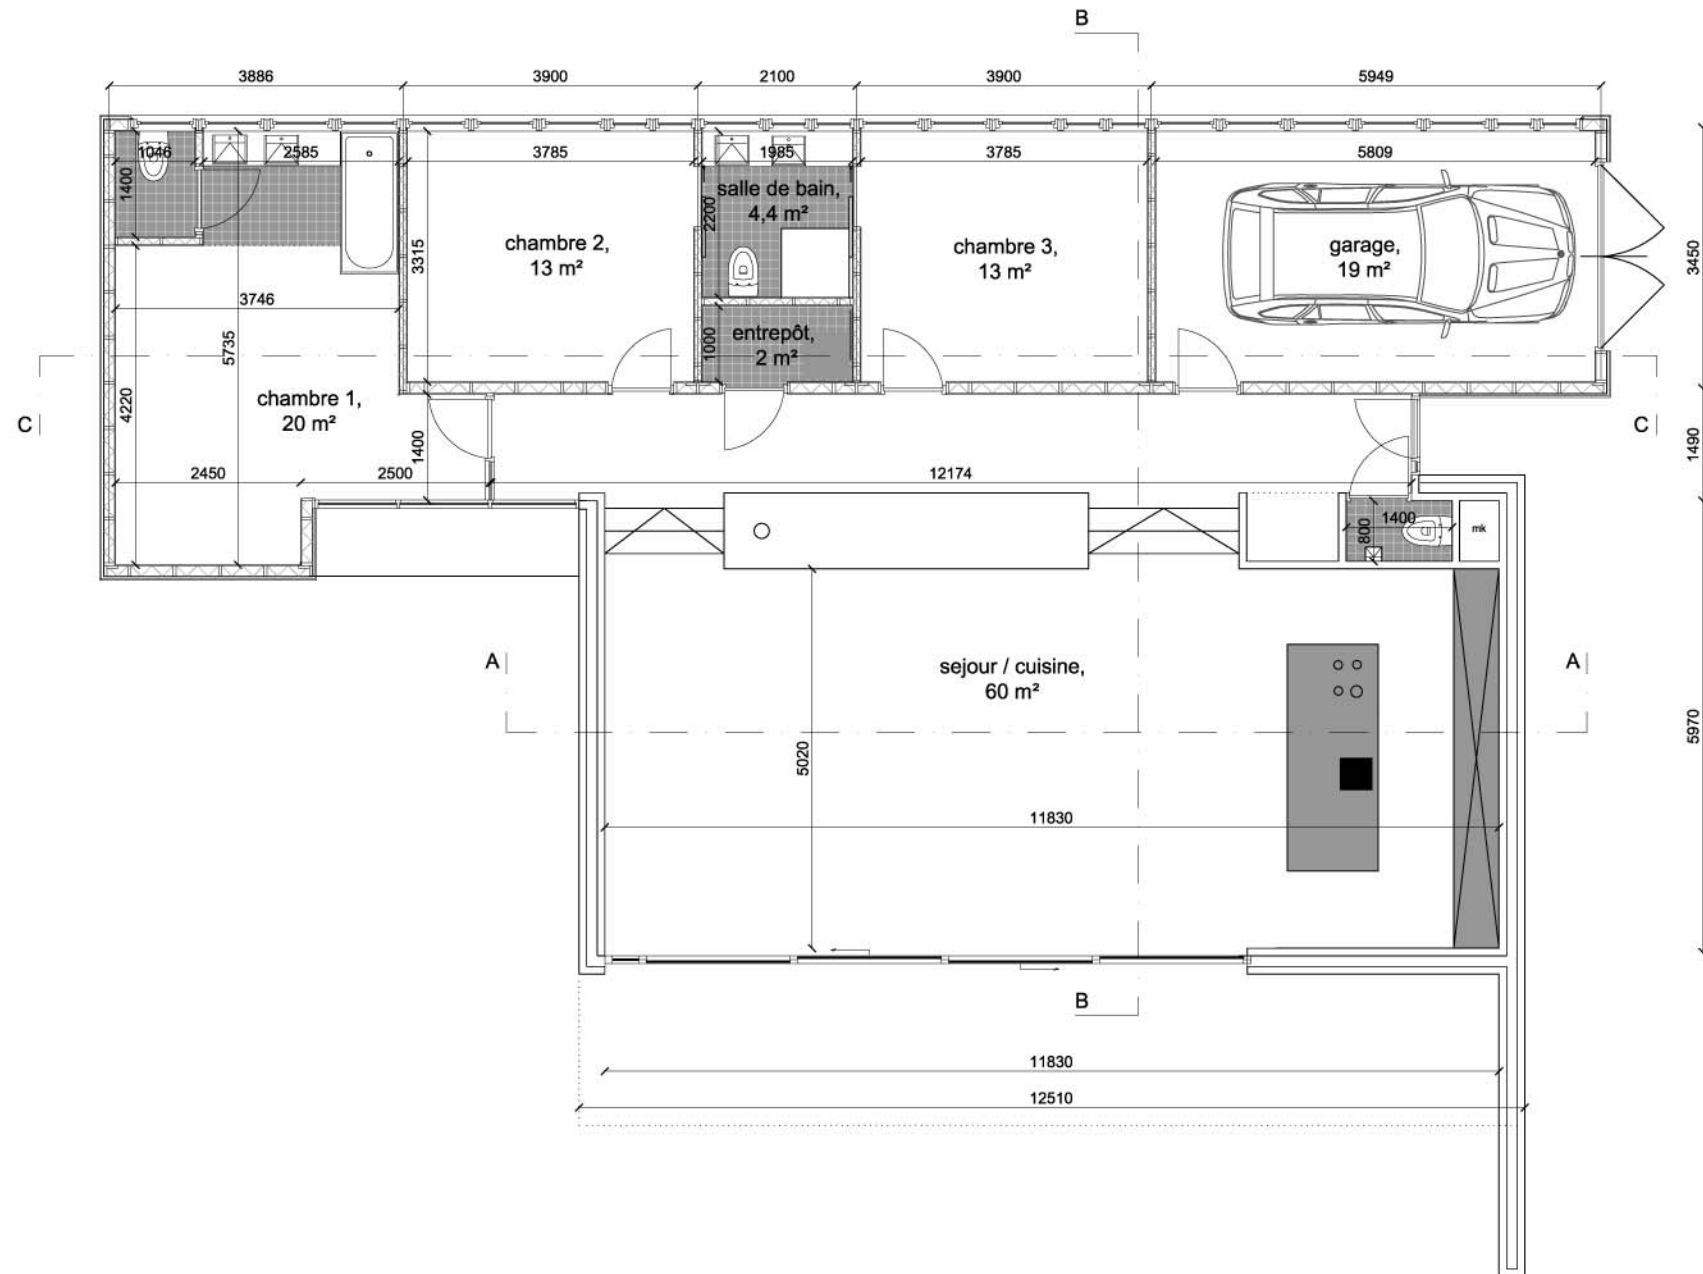 B
3886
3900
2100
3900
5949
1046
2585
3785
1985
3785
5809
1400
salle de bain,
4,4 m²
2200
chambre 2,
13 m²
3315
chambre 3,
13 m²
garage,
19 m²
3450
3746
5735
entrepôt,
2 m²
1000
chambre 1,
20 m²
4220
C
C
1400
1490
2450
2500
12174
800
1400
mk
A
A
sejour / cuisine,
60 m²
5020
5970
11830
B
11830
12510